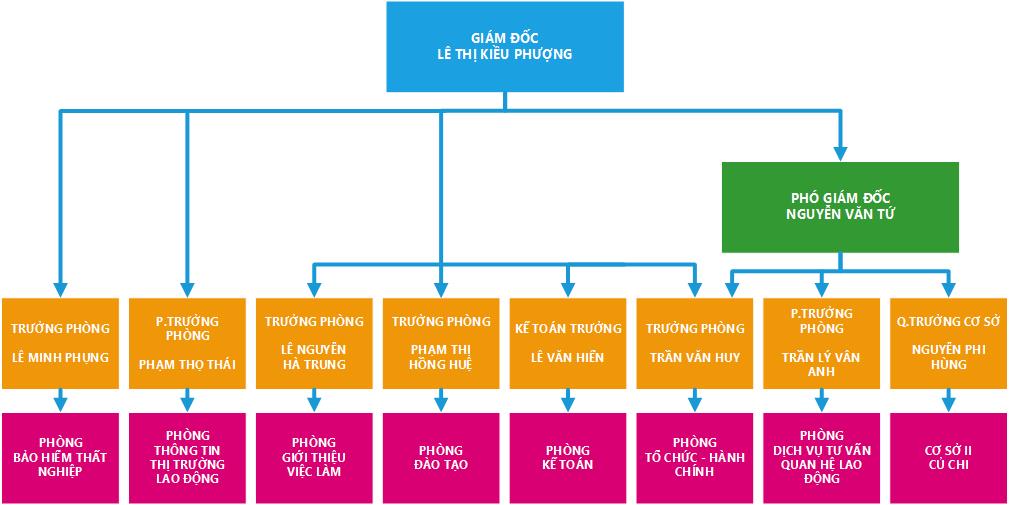 GIÁM ĐỐC
LÊ THỊ KIỀU PHƯỢNG
PHÓ GIÁM ĐỐC
NGUYỄN VĂN TỨ
TRƯỞNG PHÒNG
LÊ MINH PHỤNG
P.TRƯỞNG
PHÒNG
PHẠM THỌ THÁI
TRƯỞNG PHÒNG
LÊ NGUYỄN
HÀ TRUNG
TRƯỞNG PHÒNG
PHẠM THỊ
HỒNG HUỆ
KẾ TOÁN TRƯỞNG
LÊ VĂN HIẾN
TRƯỞNG PHÒNG
TRẦN VĂN HUY
P.TRƯỞNG
PHÒNG
TRẦN LÝ VÂN
ANH
Q.TRƯỞNG CƠ SỞ
NGUYỄN PHI
HÙNG
PHÒNG
BẢO HIỂM THẤT
NGHIỆP
PHÒNG
THÔNG TIN
THỊ TRƯỜNG
LAO ĐỘNG
PHÒNG
GIỚI THIỆU
VIỆC LÀM
PHÒNG
ĐÀO TẠO
PHÒNG
KẾ TOÁN
PHÒNG
TỔ CHỨC - HÀNH
CHÍNH
PHÒNG
DỊCH VỤ TƯ VẤN
QUAN HỆ LAO
ĐỘNG
CƠ SỞ II
CỦ CHI